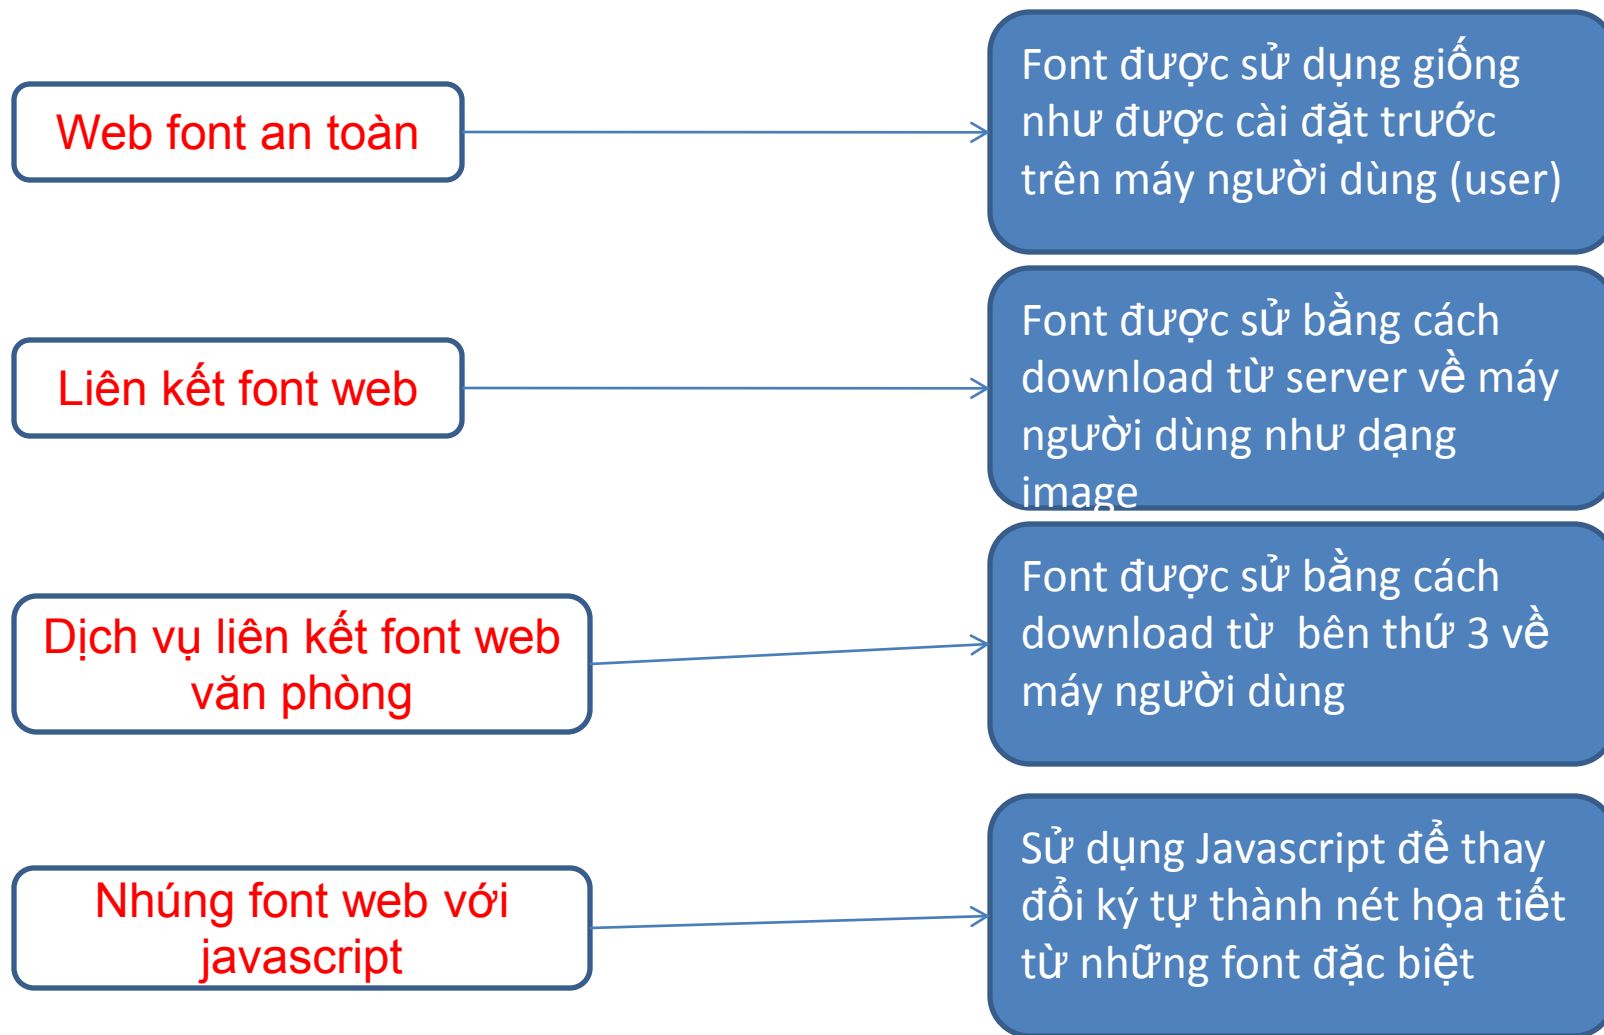 Web font an toàn
Font được sử dụng giống
như được cài đặt trước
trên máy người dùng (user)
Liên kết font web
Font được sử bằng cách
download từ server về máy
người dùng như dạng
image
Dịch vụ liên kết font web
văn phòng
Font được sử bằng cách
download từ  bên thứ 3 về
máy người dùng
Nhúng font web với
javascript
Sử dụng Javascript để thay
đổi ký tự thành nét họa tiết
từ những font đặc biệt